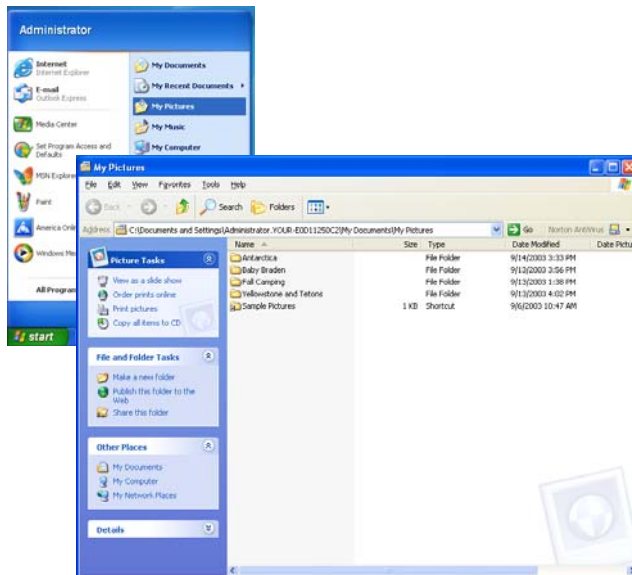 Administrator
Internet
Internet Explorer
E-mail
Outlook Express
Media Center
Set Program Access and
Defaults
MSN Explorer
Paint
America Onli
Windows Me
All Program
start
My Documents
My Recent Documents
My Pictures
My Music
My Computer
My Pictures
File Edit View Favorites Tools Help
Back Search Folders
Address C:\Documents and Settings\Administrator.YOUR-E0D11250C2\My Documents\My Pictures Go Norton AntiVirus
Name Size Type Date Modified Date Pictu
Antarctica File Folder 9/14/2003 3:33 PM
Baby Braden File Folder 9/13/2003 3:56 PM
Fall Camping File Folder 9/13/2003 1:38 PM
Yellowstone and Tetons File Folder 9/13/2003 4:02 PM
Sample Pictures 1 KB Shortcut 9/6/2003 10:47 AM
Picture Tasks
View as a slide show
Order prints online
Print pictures
Copy all items to CD
File and Folder Tasks
Make a new folder
Publish this folder to the
Web
Share this folder
Other Places
My Documents
My Computer
My Network Places
Details